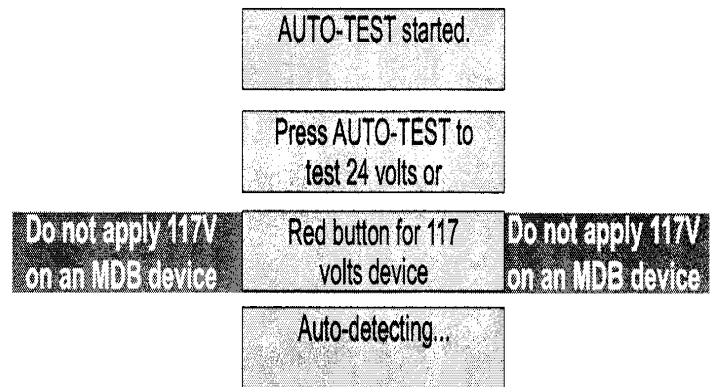 AUTO-TEST started.
Press AUTO-TEST to
test 24 volts or
Do not apply 117V
on an MDB device
Red button for 117
volts device
Do not apply 117V
on an MDB device
Auto-detecting...